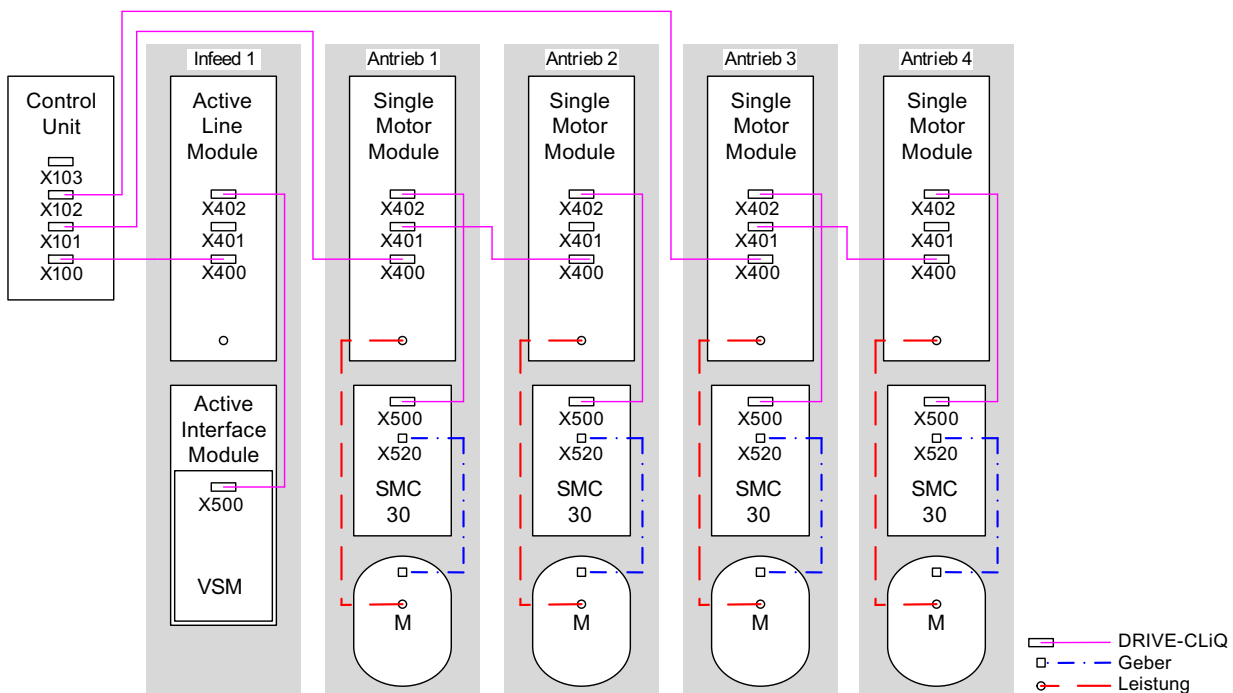 Infeed 1
Antrieb 1
Antrieb 2
Antrieb 3
Antrieb 4
Control
Unit
X103
X102
X101
X100
Active
Line
Module
X402
X401
X400
Active
Interface
Module
X500
VSM
Single
Motor
Module
X402
X401
X400
X500
X520
SMC
30
M
Single
Motor
Module
X402
X401
X400
X500
X520
SMC
30
M
Single
Motor
Module
X402
X401
X400
X500
X520
SMC
30
M
Single
Motor
Module
X402
X401
X400
X500
X520
SMC
30
M
DRIVE-CLiQ
Geber
Leistung